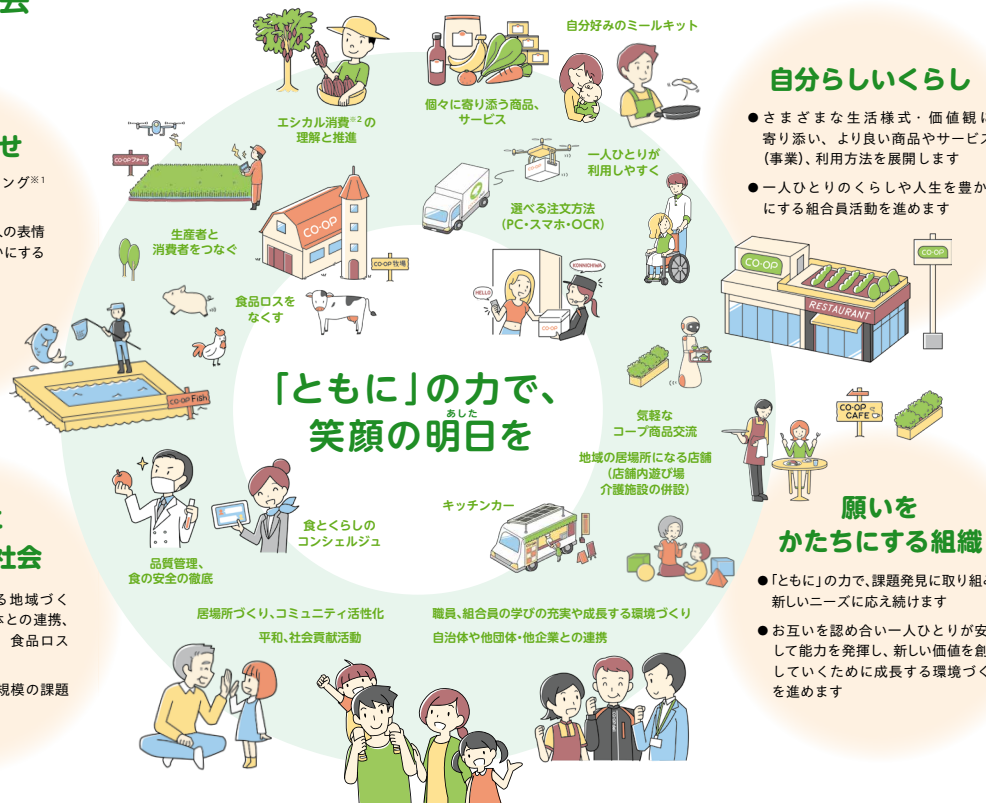 会
自分好みのミールキット
個々に寄り添う商品、
サービス
エシカル消費※2の
理解と推進
一人ひとりが
利用しやすく
選べる注文方法
(PC・スマホ・OCR)
CO・OPファーム
生産者と
消費者をつなぐ
CO・OP
CO・OP牧場
食品ロスを
なくす
HELLO
KONNICHIWA
CO・OP
CO・OP Fish
「ともに」の力で、
あした
笑顔の明日を
気軽な
コープ商品交流
地域の居場所になる店舗
(店舗内遊び場
介護施設の併設)
キッチンカー
食とくらしの
コンシェルジュ
品質管理、
食の安全の徹底
居場所づくり、コミュニティ活性化
平和、社会貢献活動
職員、組合員の学びの充実や成長する環境づくり
自治体や他団体・他企業との連携
せ
ング※1
人の表情
いにする
社会
る地域づく
体との連携、
食品ロス
規模の課題
自分らしいくらし
●さまざまな生活様式・価値観に
寄り添い、より良い商品やサービス
(事業)、利用方法を展開します
●一人ひとりのくらしや人生を豊か
にする組合員活動を進めます
CO・OP
CO・OP
RESTAURANT
CO・OP
CAFE
願いを
かたちにする組織
●「ともに」の力で、課題発見に取り組み
新しいニーズに応え続けます
●お互いを認め合い一人ひとりが安
して能力を発揮し、新しい価値を創
していくために成長する環境づく
を進めます